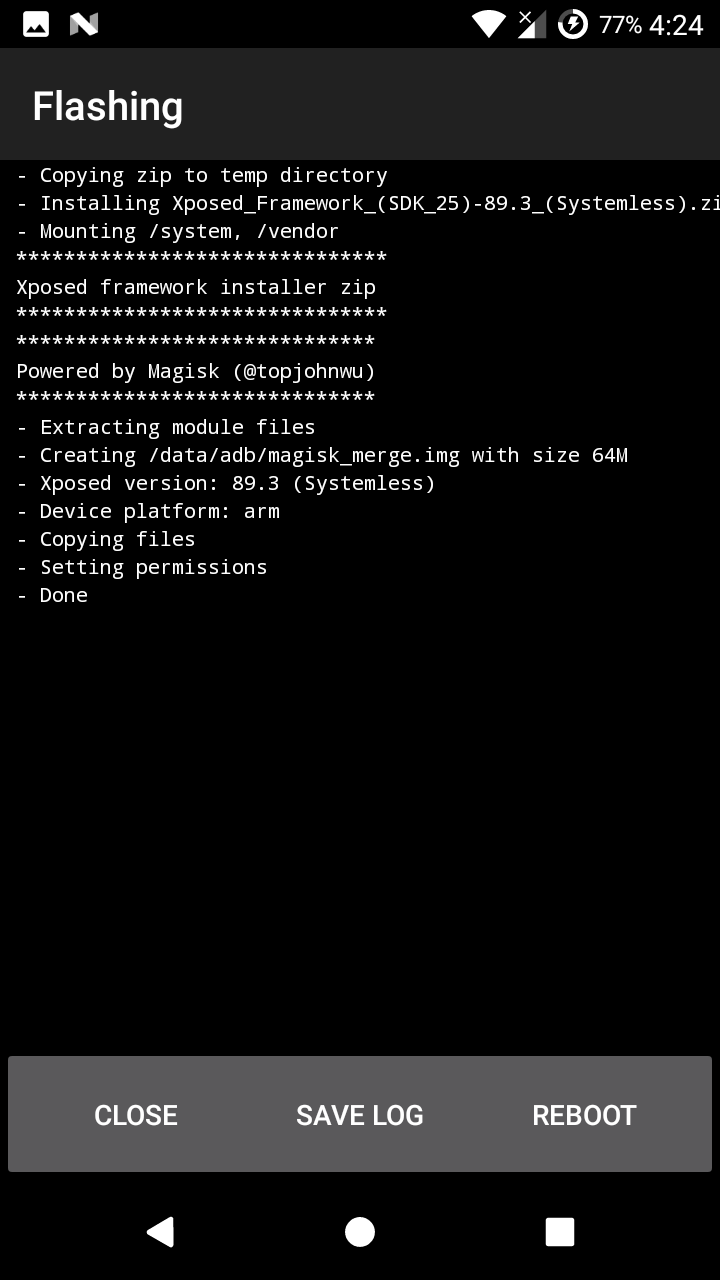 77% 4:24
Flashing
- Copying zip to temp directory
- Installing Xposed_Framework_(SDK_25)-89.3_(Systemless).zi
- Mounting /system, /vendor
*******************************
Xposed framework installer zip
*******************************
******************************
Powered by Magisk (@topjohnwu)
******************************
- Extracting module files
- Creating /data/adb/magisk_merge.img with size 64M
- Xposed version: 89.3 (Systemless)
- Device platform: arm
- Copying files
- Setting permissions
- Done
CLOSE SAVE LOG REBOOT